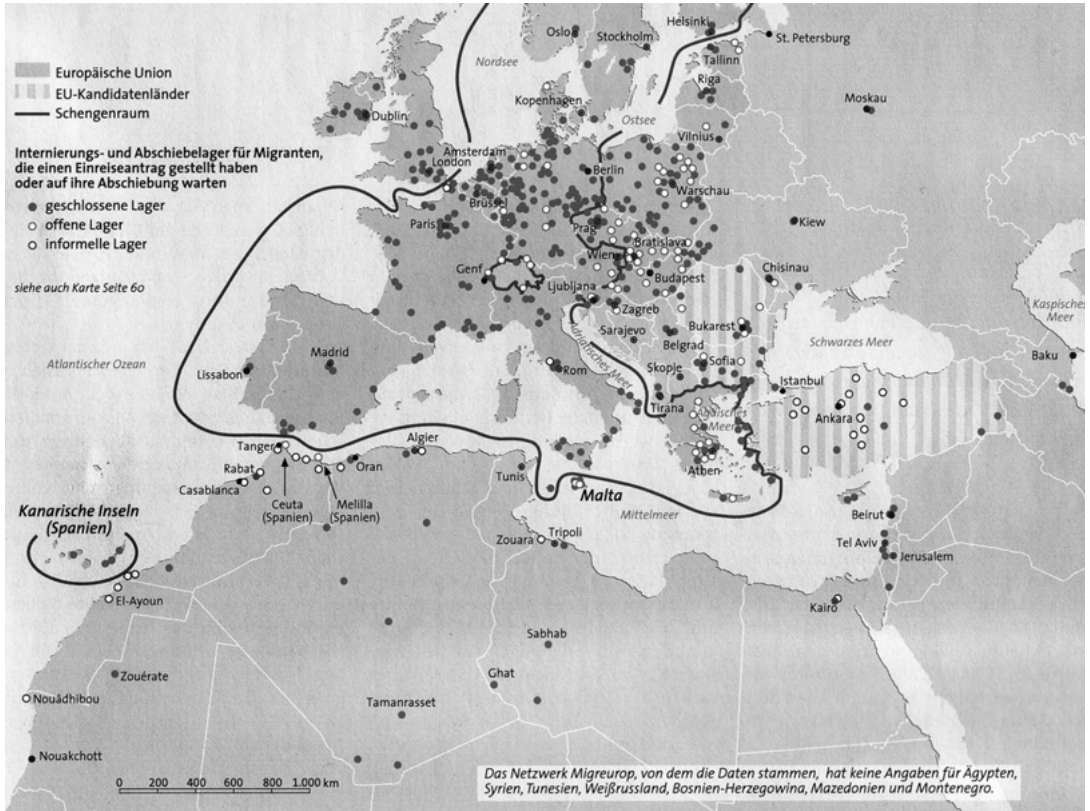 Europäische Union
EU-Kandidatenländer
Schengenraum
Internierungs- und Abschiebelager für Migranten,
die einen Einreiseantrag gestellt haben
oder auf ihre Abschiebung warten
geschlossene Lager
offene Lager
informelle Lager
siehe auch Karte Seite 60
Oslo
Stockholm
Helsinki
St. Petersburg
Tallinn
Nordsee
Riga
Kopenhagen
Moskau
Dublin
Ostsee
Vilnius
Amsterdam
London
Berlin
Brüssel
Warschau
Paris
Prag
Kiew
Bratislava
Wien
Genf
Budapest
Chisinau
Ljubljana
Zagreb
Kaspisches
Meer
Sarajevo
Bukarest
Belgrad
Adriatisches Meer
Schwarzes Meer
Atlantischer Ozean
Madrid
Lissabon
Rom
Skopje
Sofia
Baku
Istanbul
Tirana
Ägäisches
Meer
Ankara
Tanger
Algier
Oran
Rabat
Tunis
Athen
Casablanca
Malta
Ceuta
(Spanien)
Melilla
(Spanien)
Mittelmeer
Kanarische Inseln
(Spanien)
Beirut
Zouara
Tripoli
Tel Aviv
Jerusalem
El-Ayoun
Kairo
Sabhab
Zouérate
Ghat
Nouâdhibou
Tamanrasset
Nouakchott
0 200 400 600 800 1.000 km
Das Netzwerk Migreurop, von dem die Daten stammen, hat keine Angaben für Ägypten,
Syrien, Tunesien, Weißrussland, Bosnien-Herzegowina, Mazedonien und Montenegro.